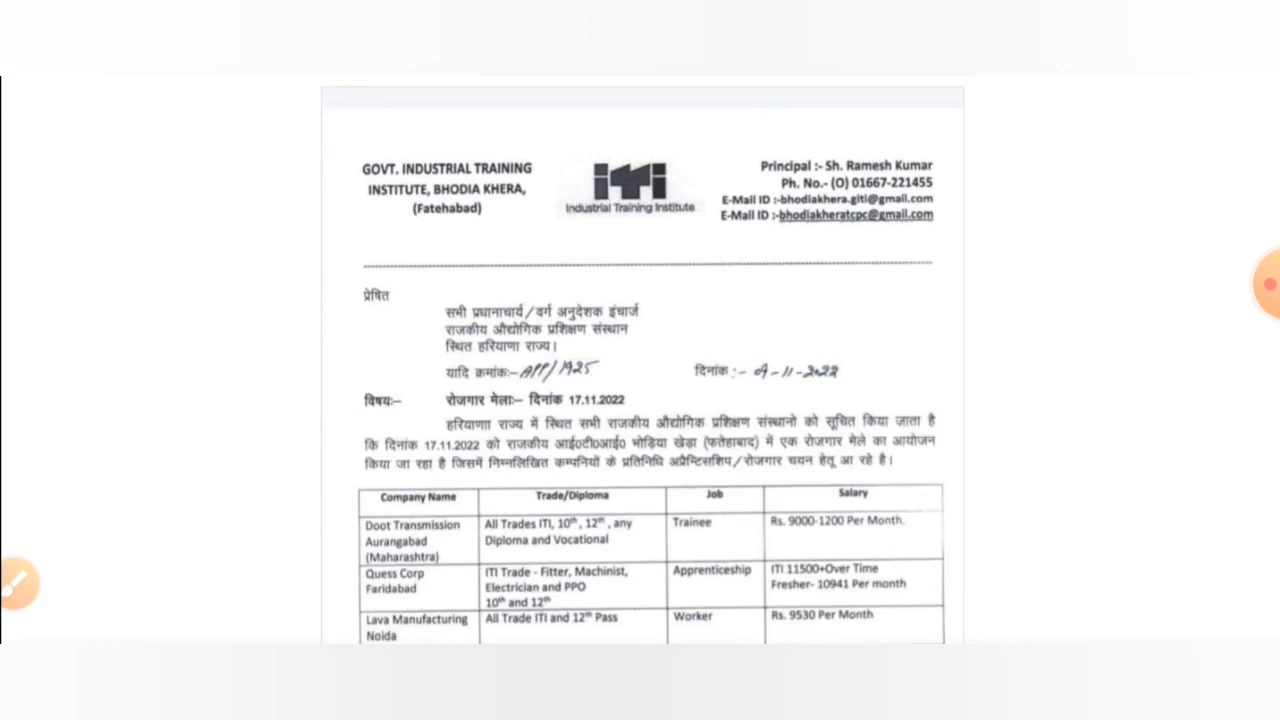 GOVT. INDUSTRIAL TRAINING
INSTITUTE, BHODIA KHERA,
(Fatehabad)
iTi
Industrial Training Institute
Principal :- Sh. Ramesh Kumar
Ph. No.- (O) 01667-221455
E-Mail ID :-bhodiakhera.giti@gmail.com
E-Mail ID :-bhodiakheratcpc@gmail.com
प्रेषित
सभी प्रधानाचार्य/वर्ग अनुदेशक इंचार्ज
राजकीय औद्योगिक प्रशिक्षण संस्थान
स्थित हरियाणा राज्य।
यादि क्रमांकः- APP/1925 दिनांक :- 9-11-2022
विषयः- रोजगार मेलाः- दिनांक 17.11.2022
हरियाणाा राज्य में स्थित सभी राजकीय औद्योगिक प्रशिक्षण संस्थानो को सूचित किया जाता है
कि दिनांक 17.11.2022 को राजकीय आई0टी0आई0 भोड़िया खेड़ा (फतेहाबाद) में एक रोजगार मेले का आयोजन
किया जा रहा है जिसमें निम्नलिखित कम्पनियों के प्रतिनिधि अप्रैन्टिसशिप/रोजगार चयन हेतू आ रहे है।
Company Name Trade/Diploma Job Salary
Doot Transmission All Trades ITI, 10th, 12th, any Trainee Rs. 9000-1200 Per Month.
Aurangabad Diploma and Vocational
(Maharashtra)
Quess Corp ITI Trade - Fitter, Machinist, Apprenticeship ITI 11500+Over Time
Faridabad Electrician and PPO Fresher- 10941 Per month
10th and 12th
Lava Manufacturing All Trade ITI and 12th Pass Worker Rs. 9530 Per Month
Noida